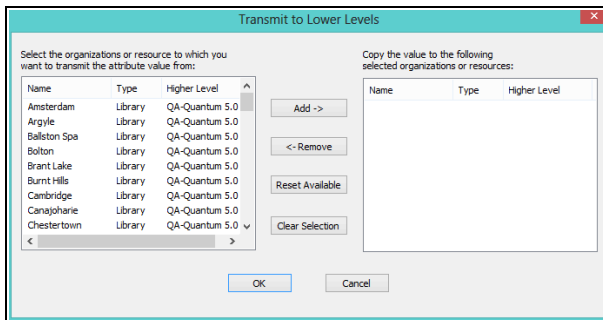 Transmit to Lower Levels
x
Select the organizations or resource to which you
want to transmit the attribute value from:
Name Type Higher Level
Amsterdam Library QA-Quantum 5.0
Argyle Library QA-Quantum 5.0
Ballston Spa Library QA-Quantum 5.0
Bolton Library QA-Quantum 5.0
Brant Lake Library QA-Quantum 5.0
Burnt Hills Library QA-Quantum 5.0
Cambridge Library QA-Quantum 5.0
Canajoharie Library QA-Quantum 5.0
Chestertown Library QA-Quantum 5.0
Add ->
<- Remove
Reset Available
Clear Selection
Copy the value to the following
selected organizations or resources:
Name Type Higher Level
OK Cancel